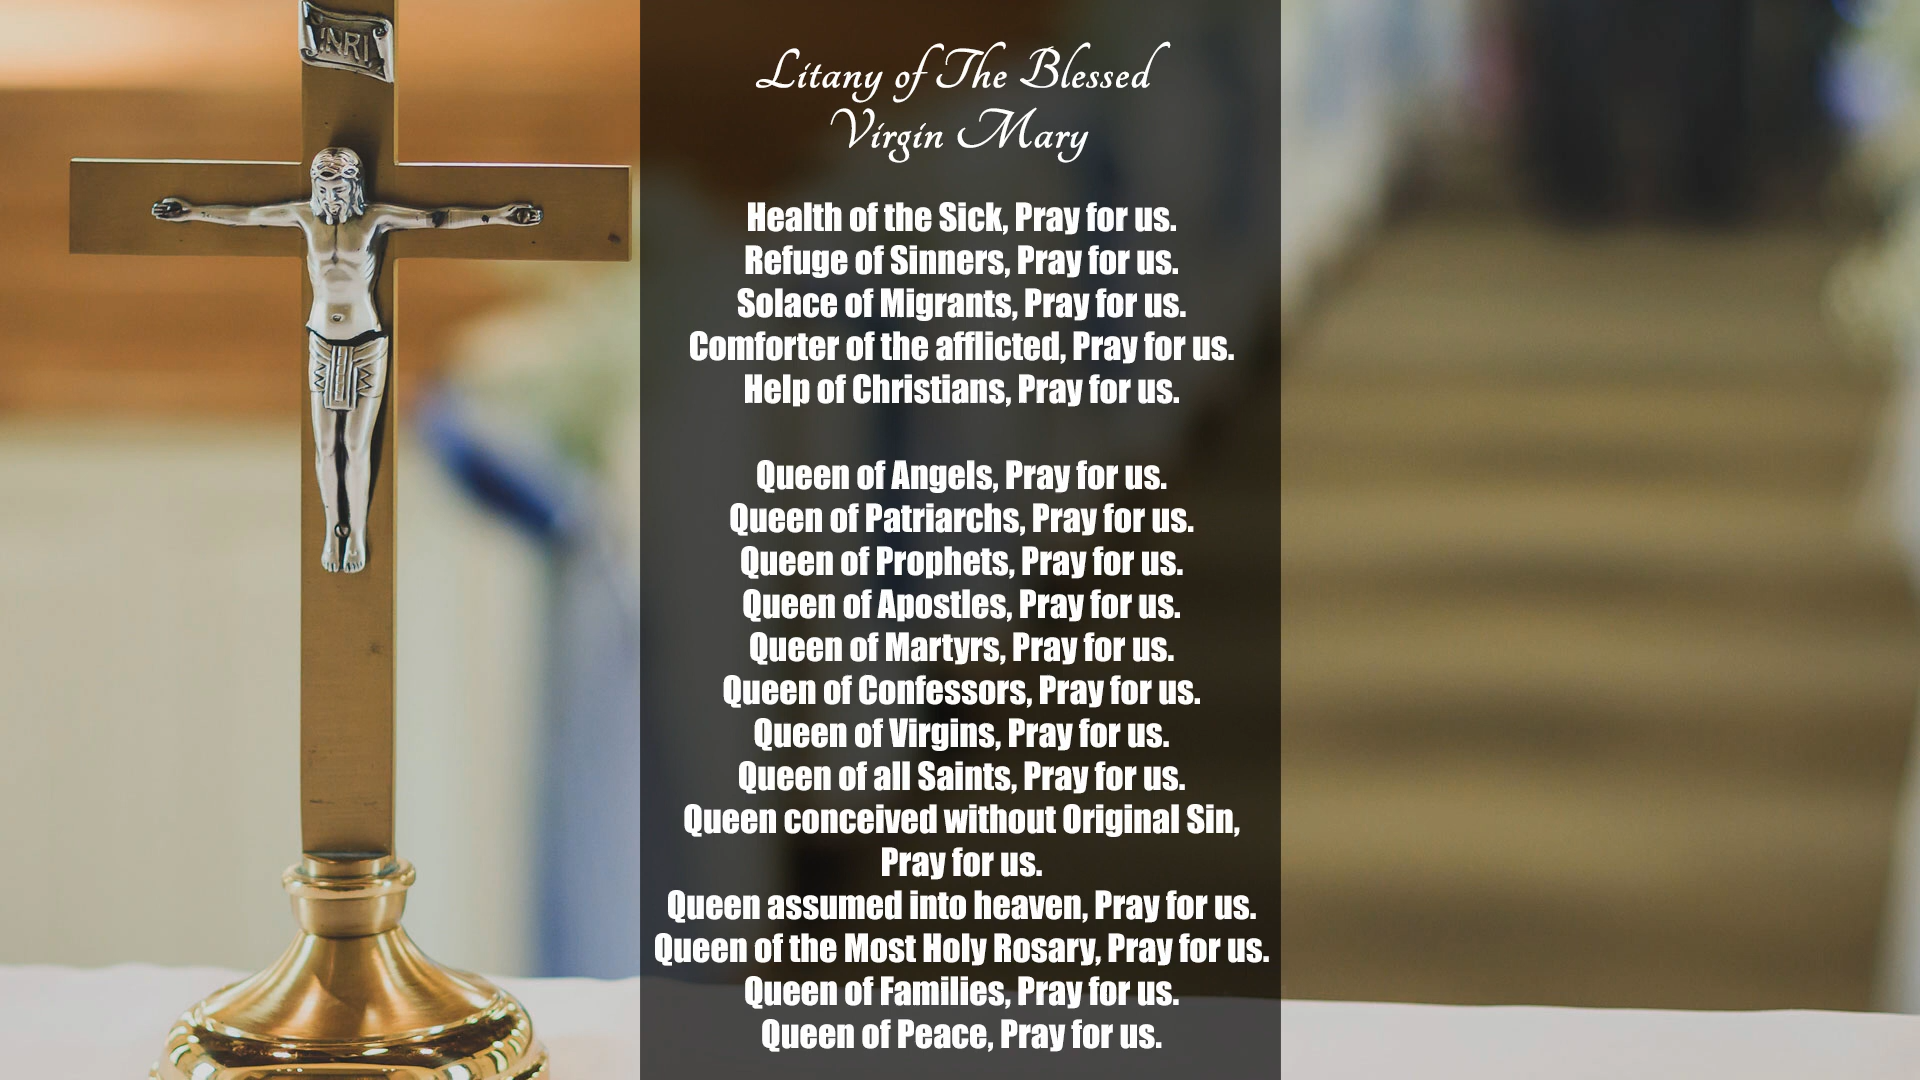 INRI
Litany of The Blessed
Virgin Mary
Health of the Sick, Pray for us.
Refuge of Sinners, Pray for us.
Solace of Migrants, Pray for us.
Comforter of the afflicted, Pray for us.
Help of Christians, Pray for us.
Queen of Angels, Pray for us.
Queen of Patriarchs, Pray for us.
Queen of Prophets, Pray for us.
Queen of Apostles, Pray for us.
Queen of Martyrs, Pray for us.
Queen of Confessors, Pray for us.
Queen of Virgins, Pray for us.
Queen of all Saints, Pray for us.
Queen conceived without Original Sin,
Pray for us.
Queen assumed into heaven, Pray for us.
Queen of the Most Holy Rosary, Pray for us.
Queen of Families, Pray for us.
Queen of Peace, Pray for us.